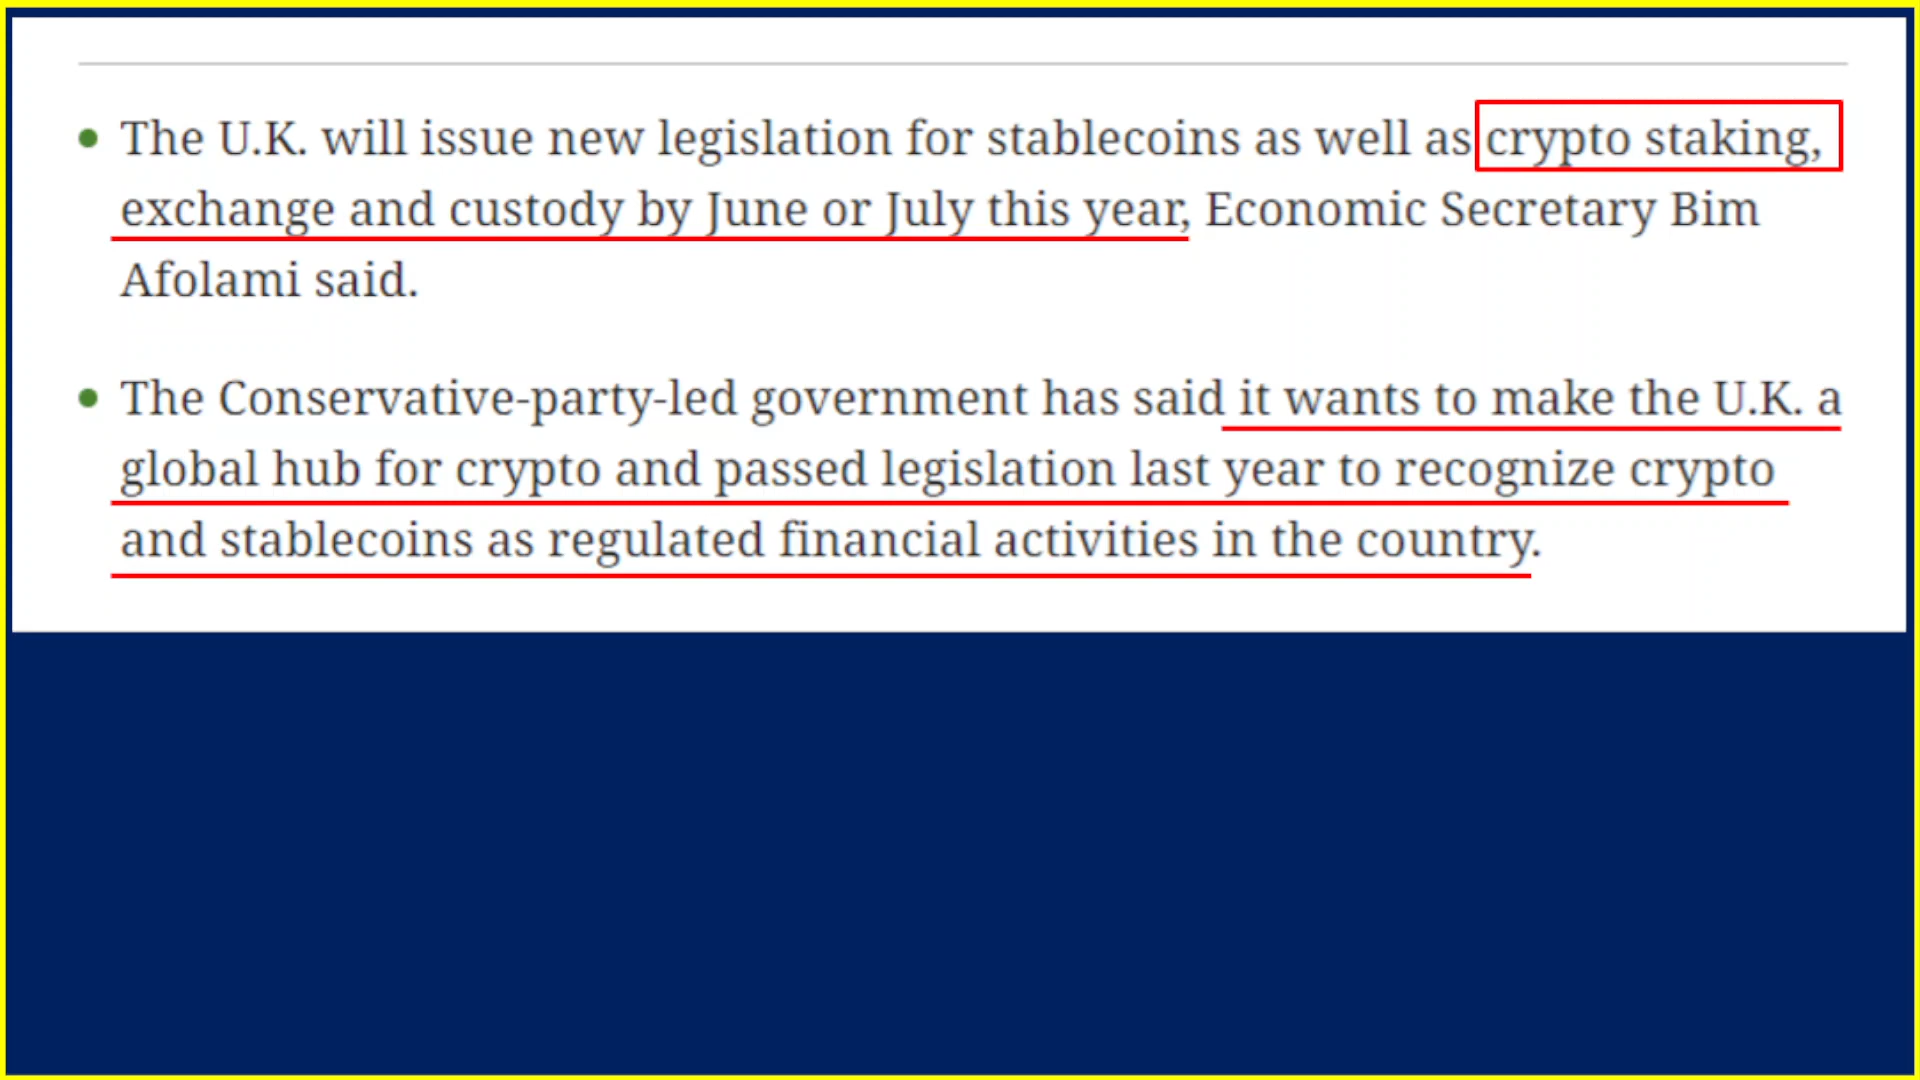 The U.K. will issue new legislation for stablecoins as well as crypto staking,
exchange and custody by June or July this year, Economic Secretary Bim
Afolami said.
The Conservative-party-led government has said it wants to make the U.K. a
global hub for crypto and passed legislation last year to recognize crypto
and stablecoins as regulated financial activities in the country.